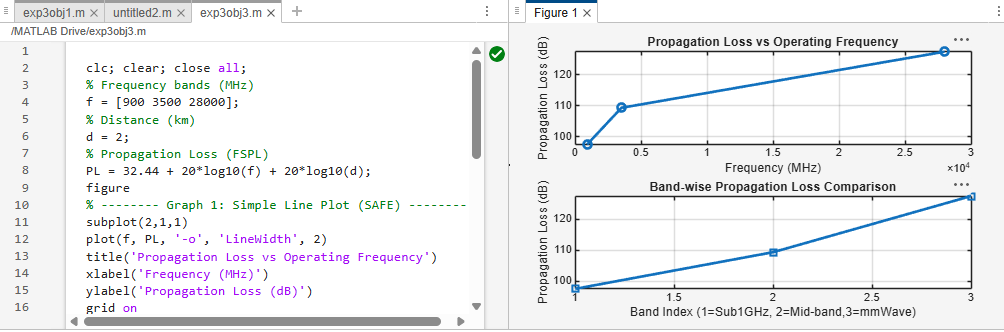 exp3obj1.m × untitled2.m × exp3obj3.m × +
/MATLAB Drive/exp3obj3.m
1
2 clc; clear; close all;
3 % Frequency bands (MHz)
4 f = [900 3500 28000];
5 % Distance (km)
6 d = 2;
7 % Propagation Loss (FSPL)
8 PL = 32.44 + 20*log10(f) + 20*log10(d);
9 figure
10 % -------- Graph 1: Simple Line Plot (SAFE) --------
11 subplot(2,1,1)
12 plot(f, PL, '-o', 'LineWidth', 2)
13 title('Propagation Loss vs Operating Frequency')
14 xlabel('Frequency (MHz)')
15 ylabel('Propagation Loss (dB)')
16 grid on
Figure 1 ×
Propagation Loss vs Operating Frequency
Propagation Loss (dB)
120
110
100
0 0.5 1 1.5 2 2.5 3
×10⁴
Frequency (MHz)
Band-wise Propagation Loss Comparison
Propagation Loss (dB)
120
110
100
1 1.5 2 2.5 3
Band Index (1=Sub1GHz, 2=Mid-band,3=mmWave)